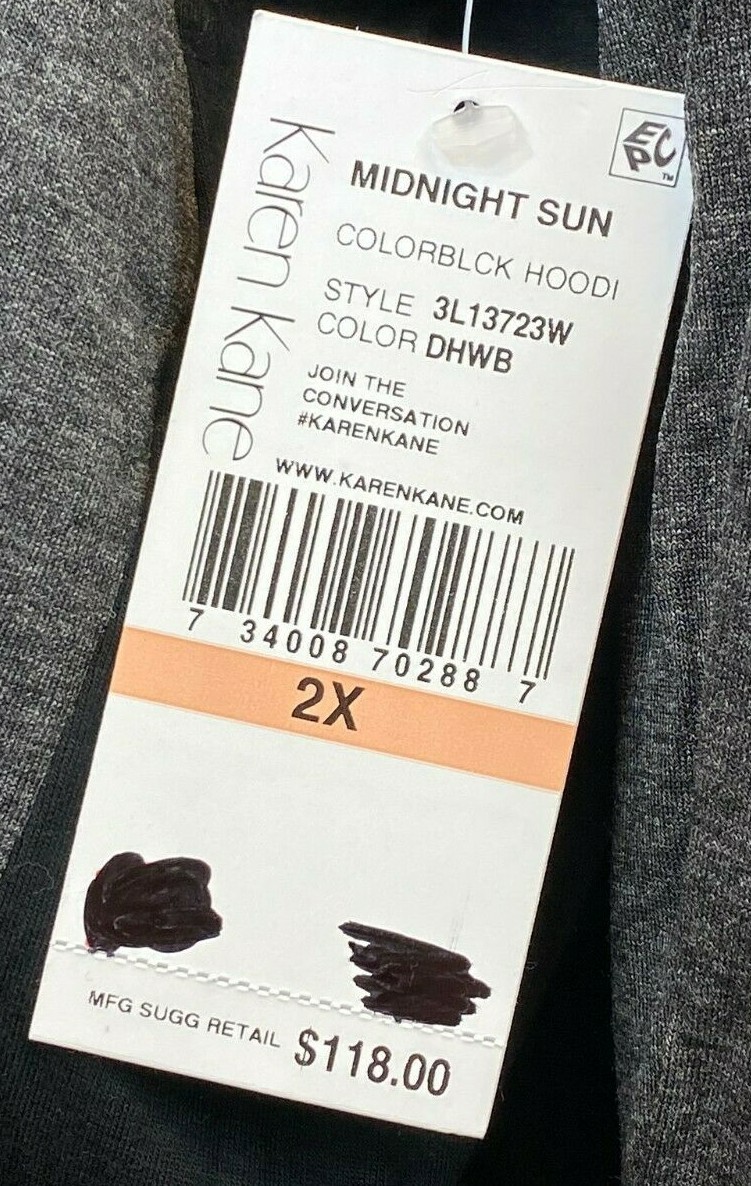 Karen Kane
EPC
TM
MIDNIGHT SUN
COLORBLCK HOODI
STYLE 3L13723W
COLOR DHWB
JOIN THE
CONVERSATION
#KARENKANE
WWW.KARENKANE.COM
7 34008 70288 7
2X
MFG SUGG RETAIL $118.00